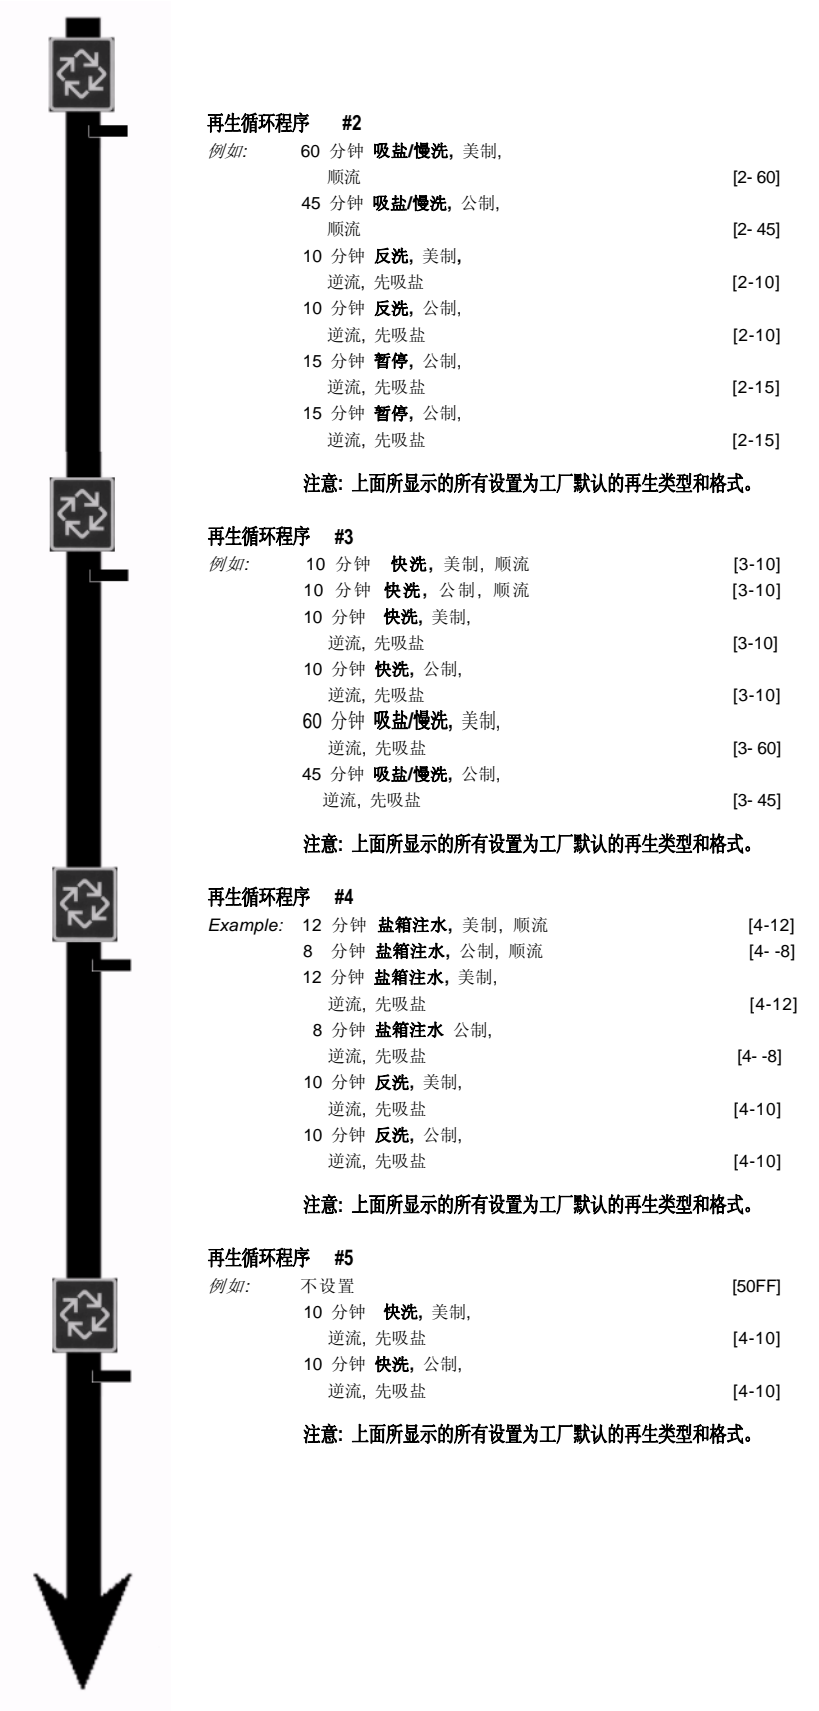 再生循环程序 #2
例如: 60 分钟 吸盐/慢洗, 美制,
顺流 [2- 60]
45 分钟 吸盐/慢洗, 公制,
顺流 [2- 45]
10 分钟 反洗, 美制,
逆流, 先吸盐 [2-10]
10 分钟 反洗, 公制,
逆流, 先吸盐 [2-10]
15 分钟 暂停, 公制,
逆流, 先吸盐 [2-15]
15 分钟 暂停, 公制,
逆流, 先吸盐 [2-15]
注意: 上面所显示的所有设置为工厂默认的再生类型和格式。
再生循环程序 #3
例如: 10 分钟 快洗, 美制, 顺流 [3-10]
10 分钟 快洗, 公制, 顺流 [3-10]
10 分钟 快洗, 美制,
逆流, 先吸盐 [3-10]
10 分钟 快洗, 公制,
逆流, 先吸盐 [3-10]
60 分钟 吸盐/慢洗, 美制,
逆流, 先吸盐 [3- 60]
45 分钟 吸盐/慢洗, 公制,
逆流, 先吸盐 [3- 45]
注意: 上面所显示的所有设置为工厂默认的再生类型和格式。
再生循环程序 #4
Example: 12 分钟 盐箱注水, 美制, 顺流 [4-12]
8 分钟 盐箱注水, 公制, 顺流 [4- -8]
12 分钟 盐箱注水, 美制,
逆流, 先吸盐 [4-12]
8 分钟 盐箱注水 公制,
逆流, 先吸盐 [4- -8]
10 分钟 反洗, 美制,
逆流, 先吸盐 [4-10]
10 分钟 反洗, 公制,
逆流, 先吸盐 [4-10]
注意: 上面所显示的所有设置为工厂默认的再生类型和格式。
再生循环程序 #5
例如: 不设置 [50FF]
10 分钟 快洗, 美制,
逆流, 先吸盐 [4-10]
10 分钟 快洗, 公制,
逆流, 先吸盐 [4-10]
注意: 上面所显示的所有设置为工厂默认的再生类型和格式。